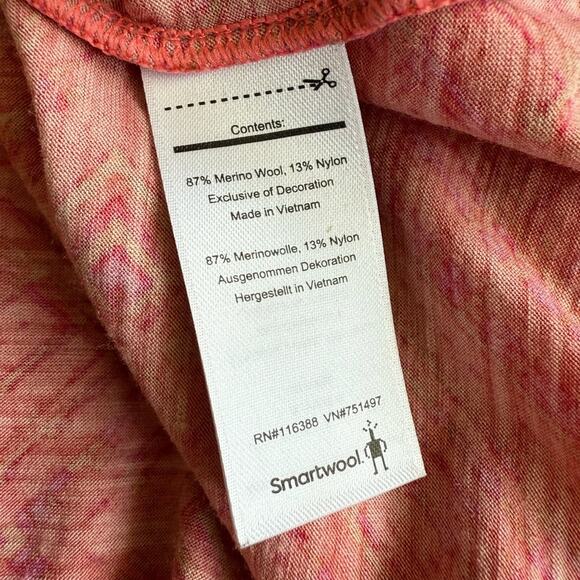 Contents:
87% Merino Wool, 13% Nylon
Exclusive of Decoration
Made in Vietnam
87% Merinowolle, 13% Nylon
Ausgenommen Dekoration
Hergestellt in Vietnam
RN#116388 VN#751497
Smartwool.